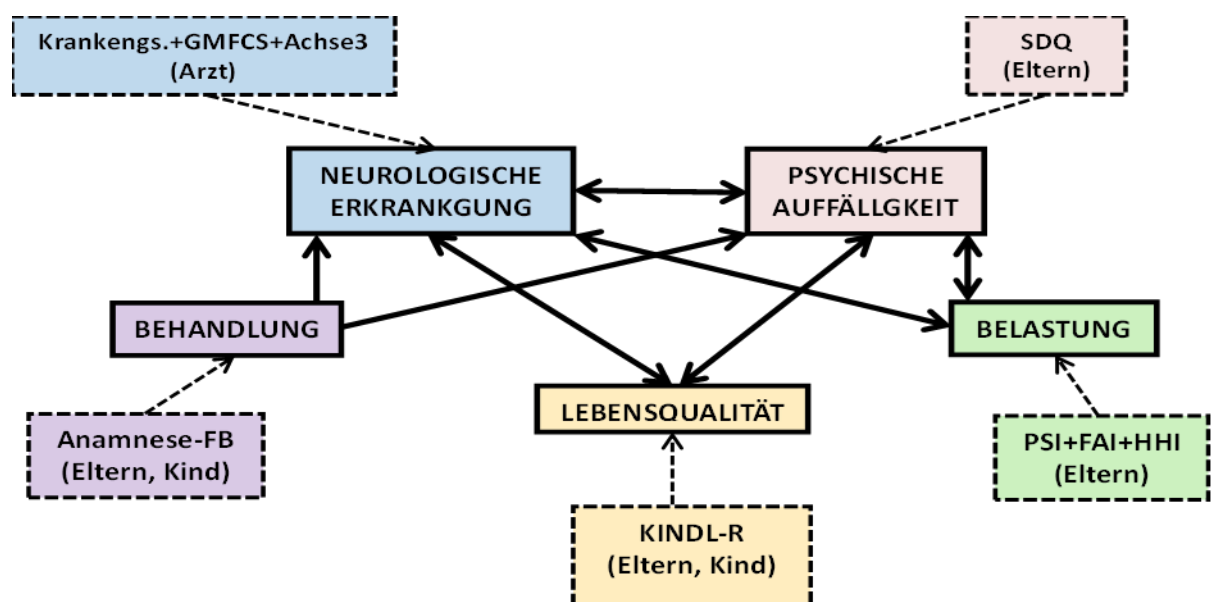 Krankengs.+GMFCS+Achse3
(Arzt)
SDQ
(Eltern)
NEUROLOGISCHE
ERKRANKGUNG
PSYCHISCHE
AUFFÄLLGKEIT
BEHANDLUNG
BELASTUNG
LEBENSQUALITÄT
Anamnese-FB
(Eltern, Kind)
PSI+FAI+HHI
(Eltern)
KINDL-R
(Eltern, Kind)